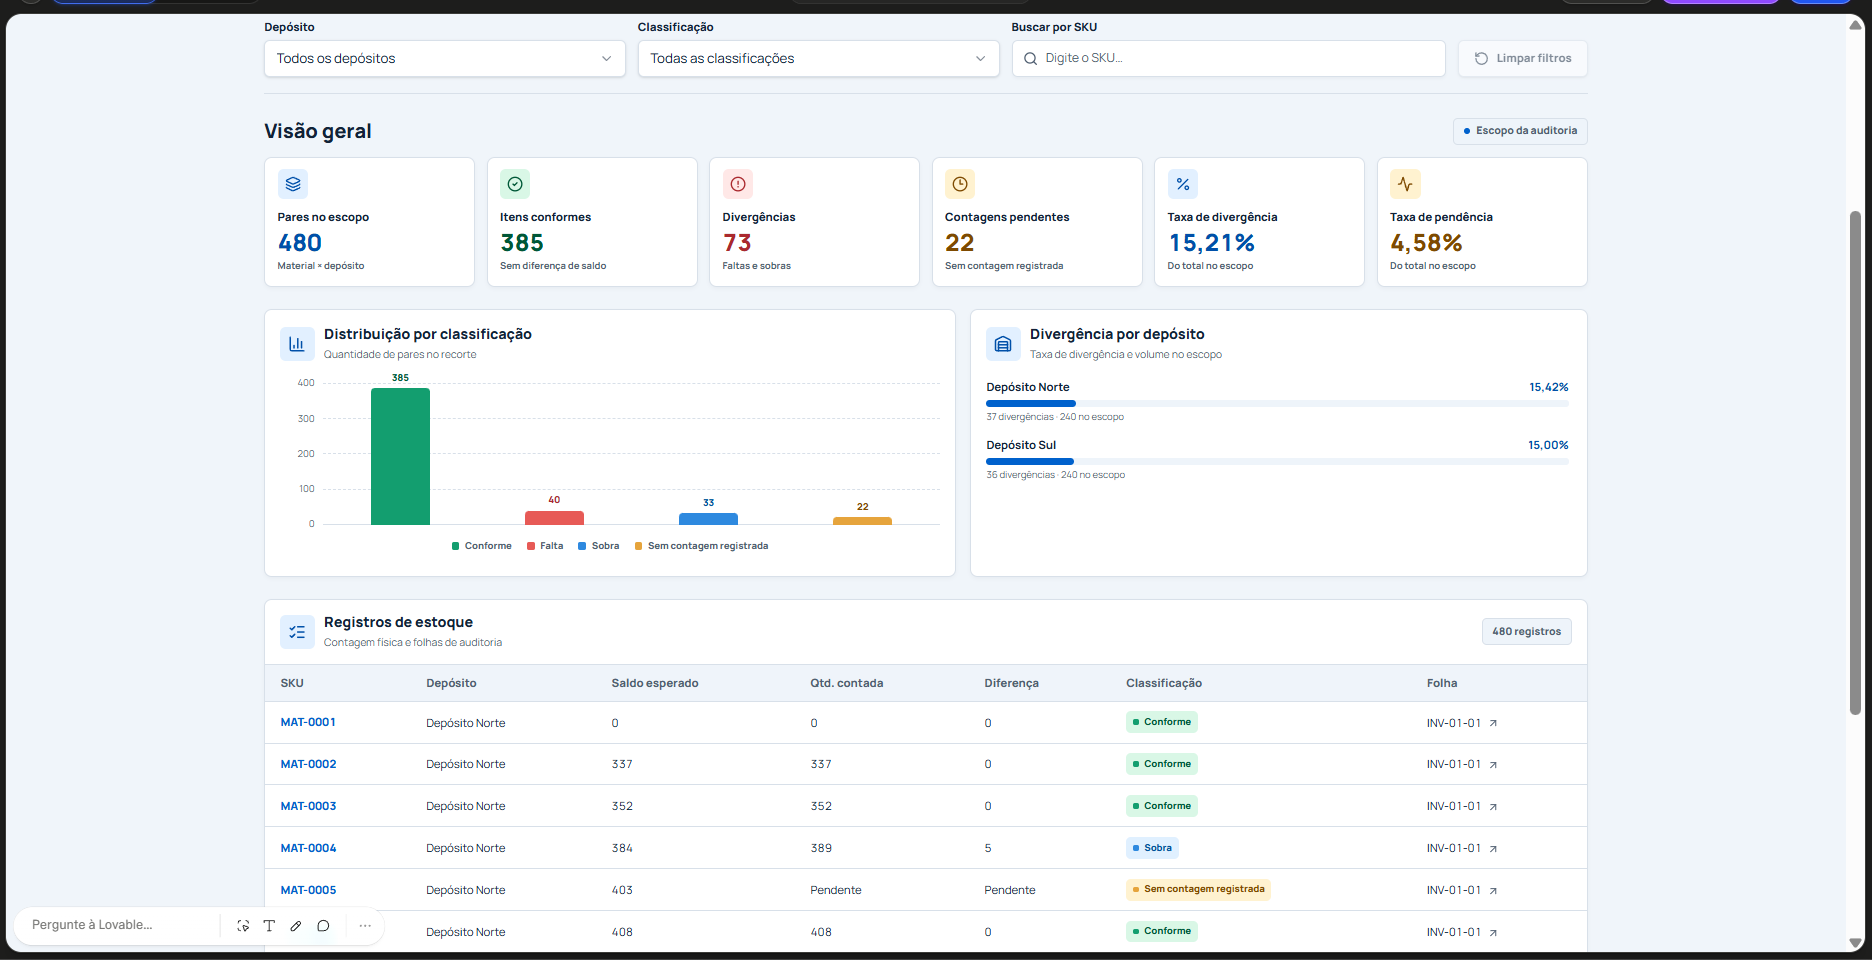 Depósito
Classificação
Buscar por SKU
Todos os depósitos
Todas as classificações
Digite o SKU...
Limpar filtros
Visão geral
Escopo da auditoria
Pares no escopo
480
Material × depósito
Itens conformes
385
Sem diferença de saldo
Divergências
73
Faltas e sobras
Contagens pendentes
22
Sem contagem registrada
Taxa de divergência
15,21%
Do total no escopo
Taxa de pendência
4,58%
Do total no escopo
Distribuição por classificação
Quantidade de pares no recorte
400
300
200
100
0
385
40
33
22
Conforme
Falta
Sobra
Sem contagem registrada
Divergência por depósito
Taxa de divergência e volume no escopo
Depósito Norte 15,42%
37 divergências · 240 no escopo
Depósito Sul 15,00%
36 divergências · 240 no escopo
Registros de estoque
Contagem física e folhas de auditoria
480 registros
SKU Depósito Saldo esperado Qtd. contada Diferença Classificação Folha
MAT-0001 Depósito Norte 0 0 0 Conforme INV-01-01
MAT-0002 Depósito Norte 337 337 0 Conforme INV-01-01
MAT-0003 Depósito Norte 352 352 0 Conforme INV-01-01
MAT-0004 Depósito Norte 384 389 5 Sobra INV-01-01
MAT-0005 Depósito Norte 403 Pendente Pendente Sem contagem registrada INV-01-01
Depósito Norte 408 408 0 Conforme INV-01-01
Pergunte à Lovable...